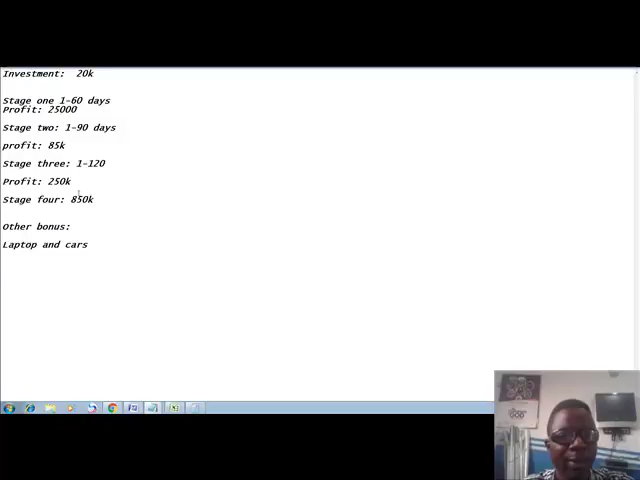 Investment: 20k
Stage one 1-60 days
Profit: 25000
Stage two: 1-90 days
profit: 85k
Stage three: 1-120
Profit: 250k
Stage four: 850k
Other bonus:
Laptop and cars